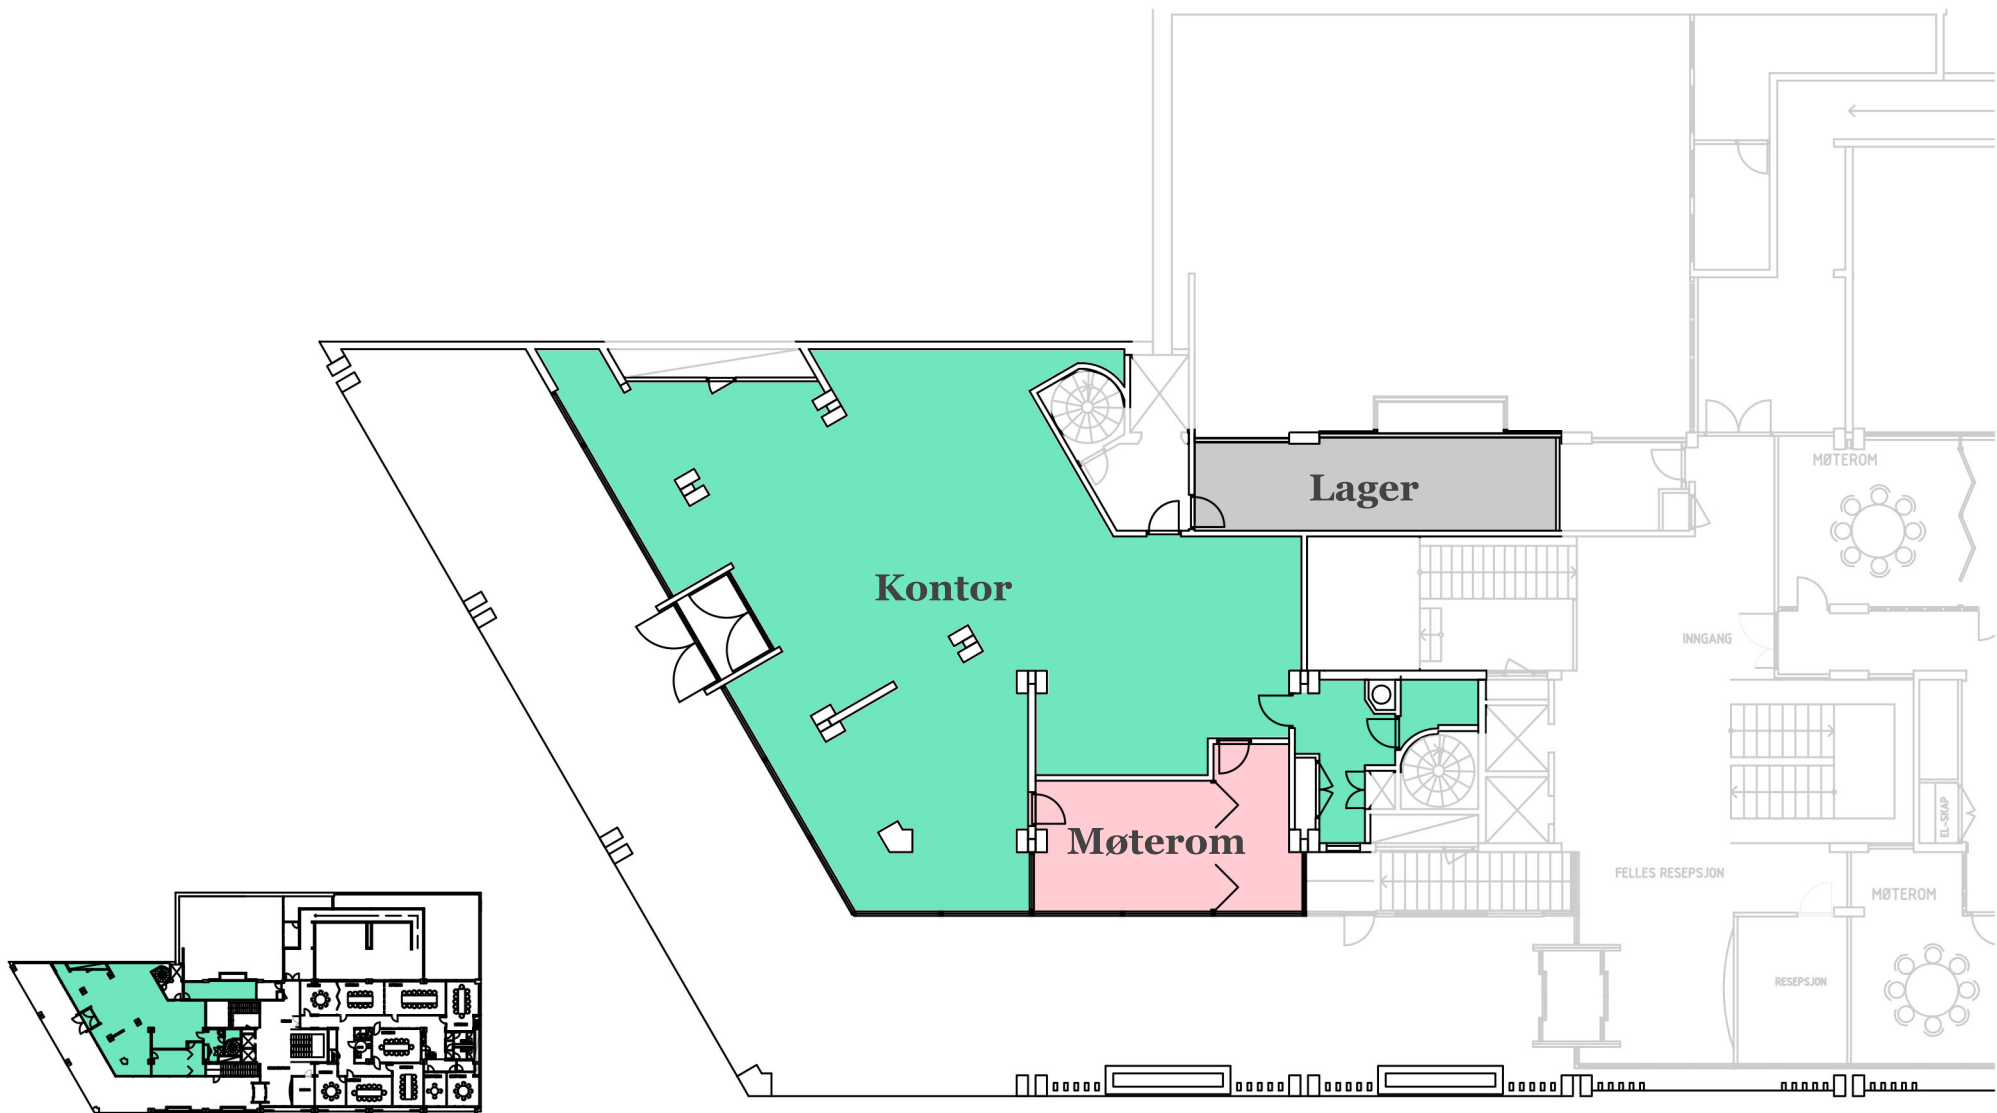 MØTEROM
Lager
Kontor
INNGANG
EL-SKAP
Møterom
FELLES RESEPSJON
MØTEROM
RESEPSJON